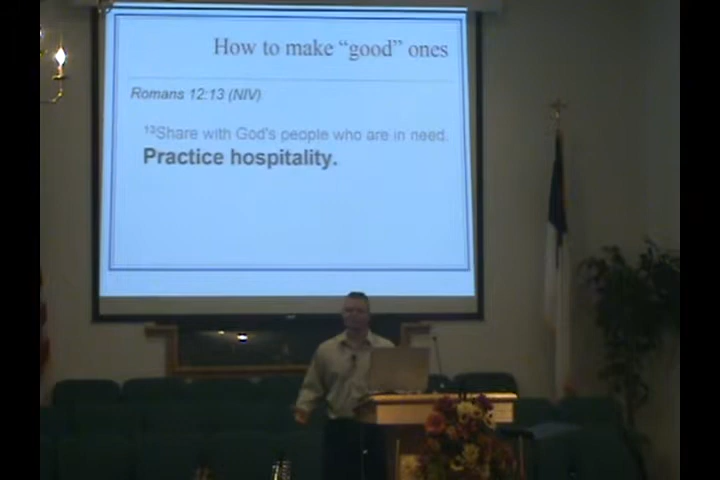 How to make “good” ones
Romans 12:13 (NIV)
¹³Share with God's people who are in need.
Practice hospitality.